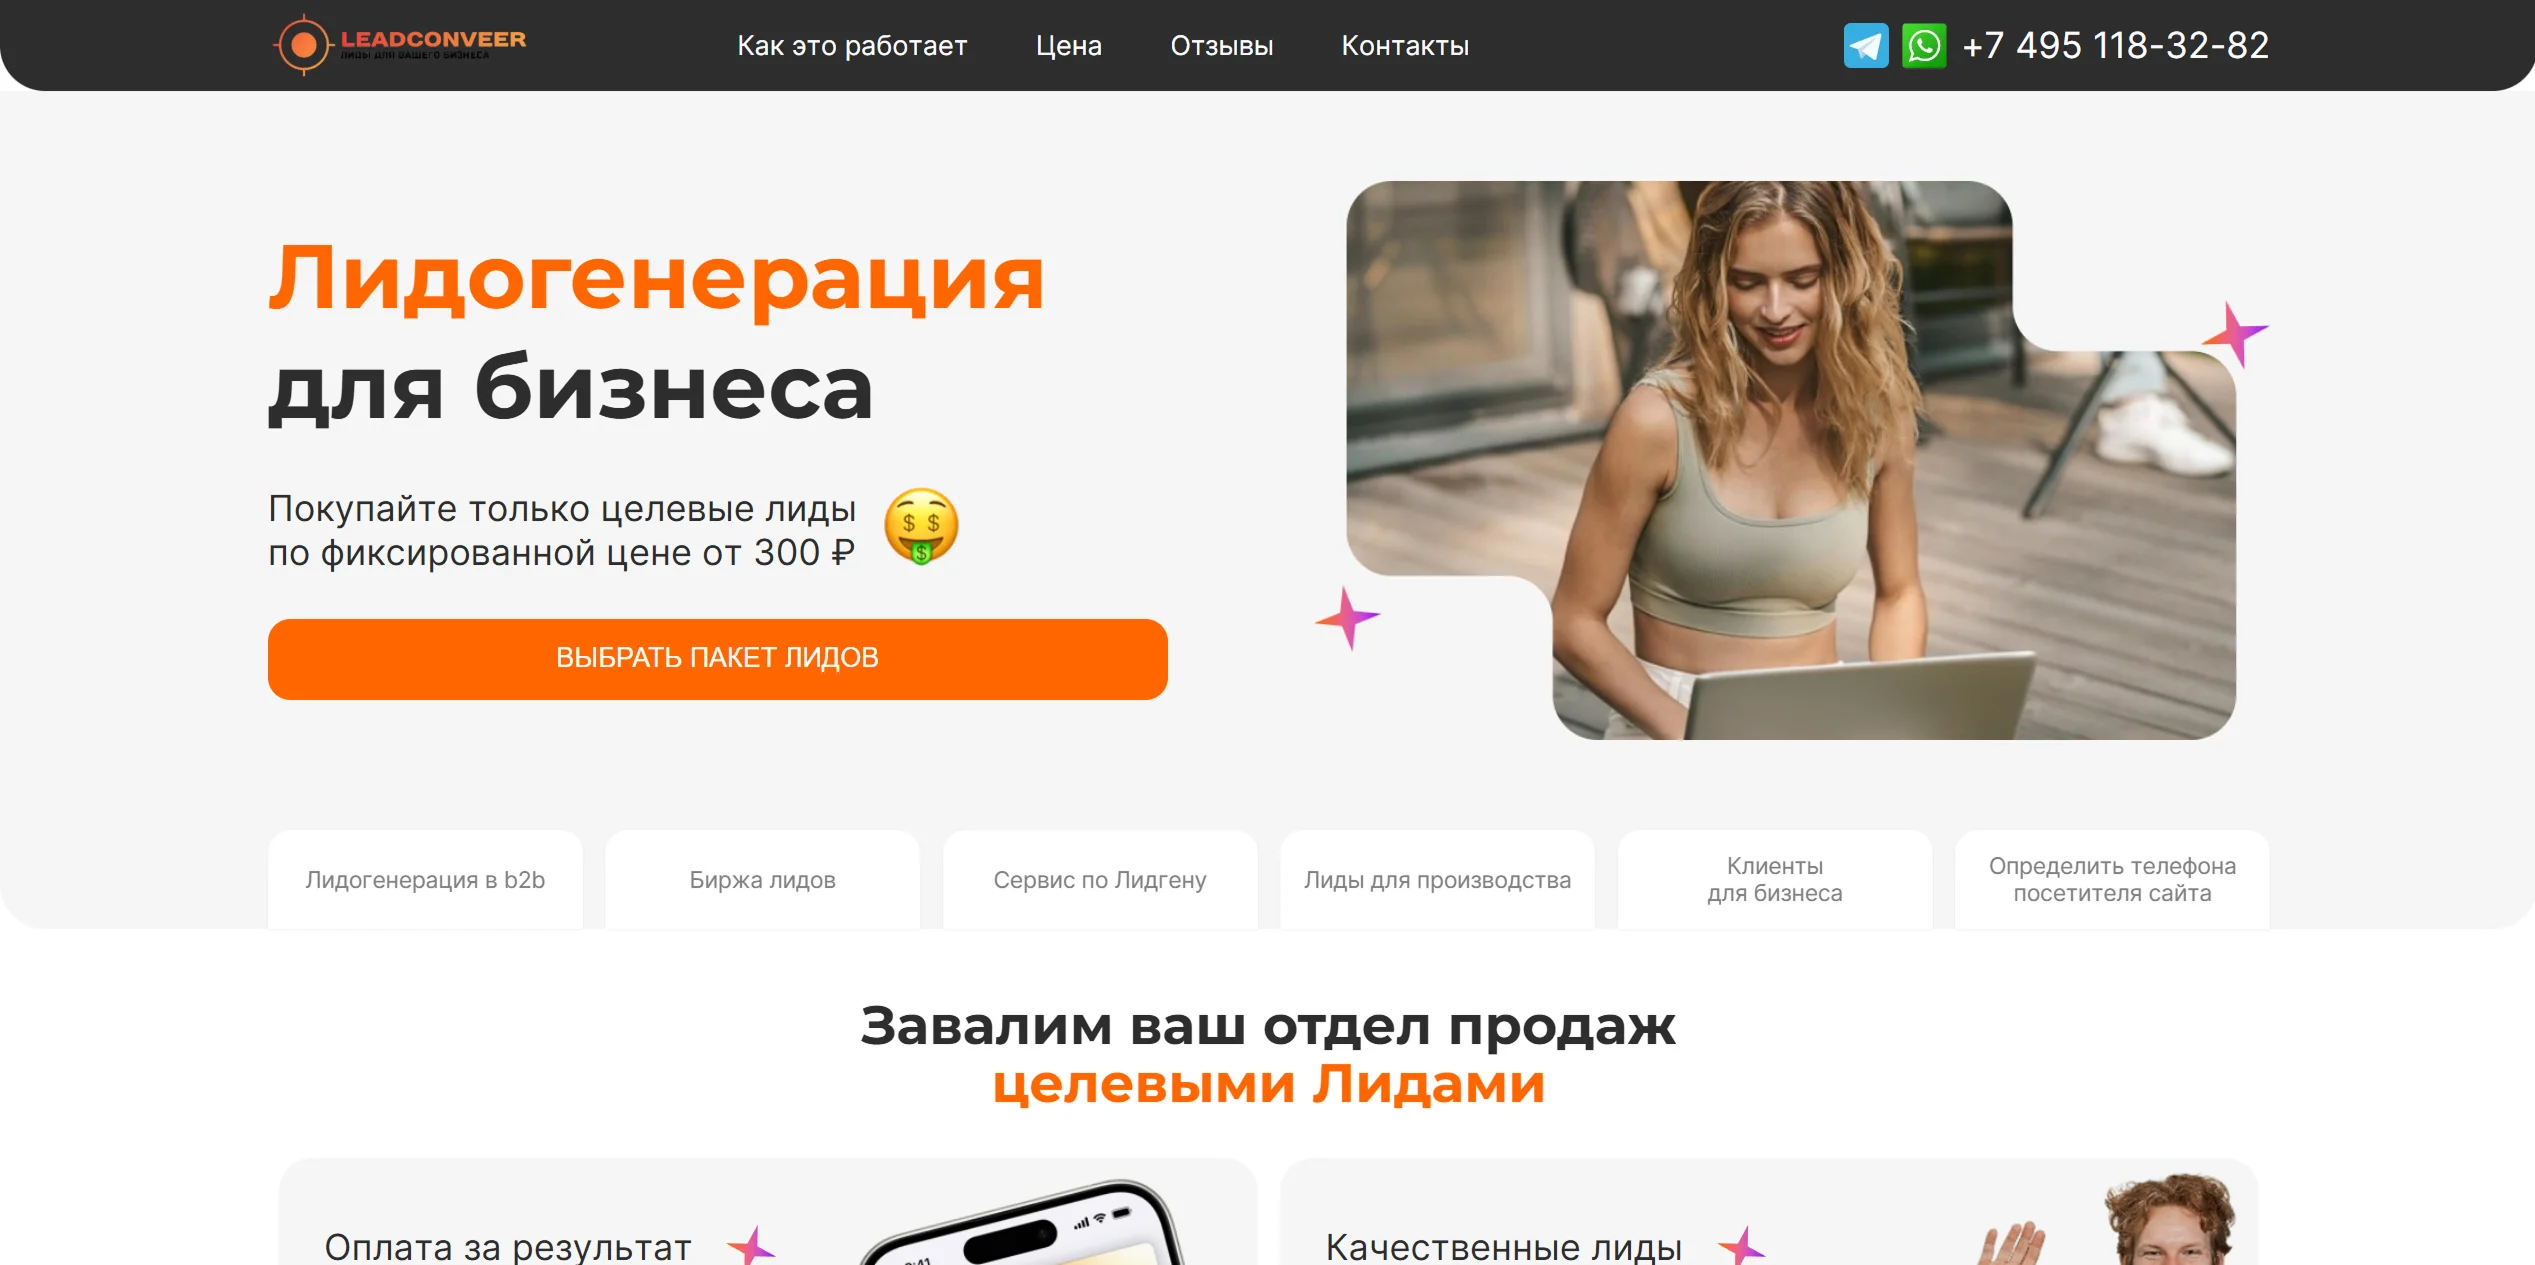 LEADCONVEER
ЛИДЫ ДЛЯ ВАШЕГО БИЗНЕСА
Как это работает
Цена
Отзывы
Контакты
+7 495 118-32-82
Лидогенерация
для бизнеса
Покупайте только целевые лиды
по фиксированной цене от 300 ₽
ВЫБРАТЬ ПАКЕТ ЛИДОВ
Лидогенерация в b2b
Биржа лидов
Сервис по Лидгену
Лиды для производства
Клиенты
для бизнеса
Определить телефона
посетителя сайта
Завалим ваш отдел продаж
целевыми Лидами
Оплата за результат
Качественные лиды